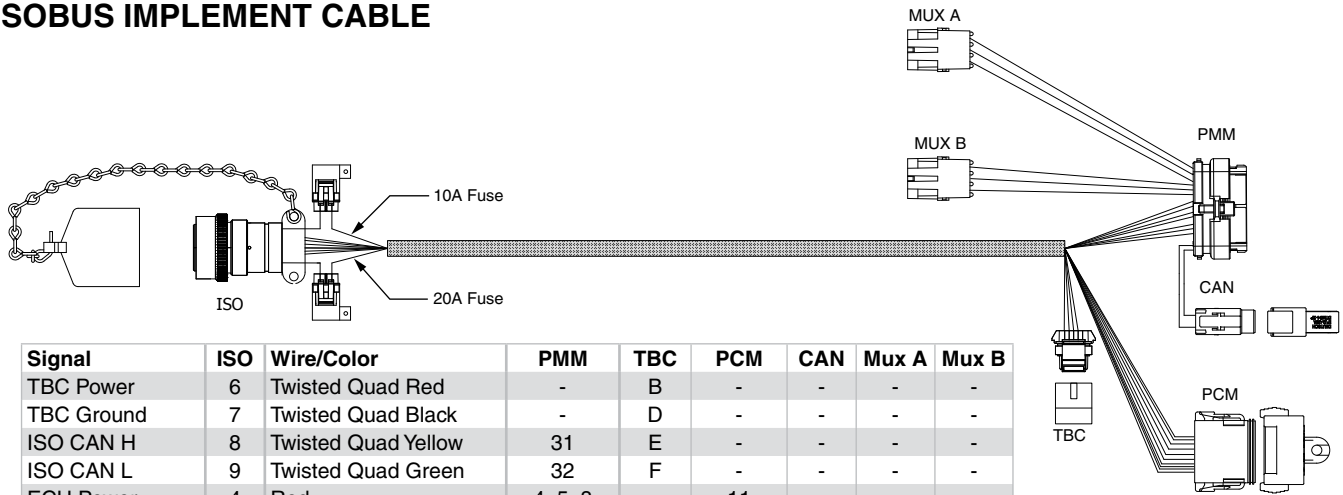 SOBUS IMPLEMENT CABLE
MUX A
MUX B
PMM
10A Fuse
20A Fuse
ISO
CAN
TBC
PCM
Signal ISO Wire/Color PMM TBC PCM CAN Mux A Mux B
TBC Power 6 Twisted Quad Red - B - - - -
TBC Ground 7 Twisted Quad Black - D - - - -
ISO CAN H 8 Twisted Quad Yellow 31 E - - - -
ISO CAN L 9 Twisted Quad Green 32 F - - - -